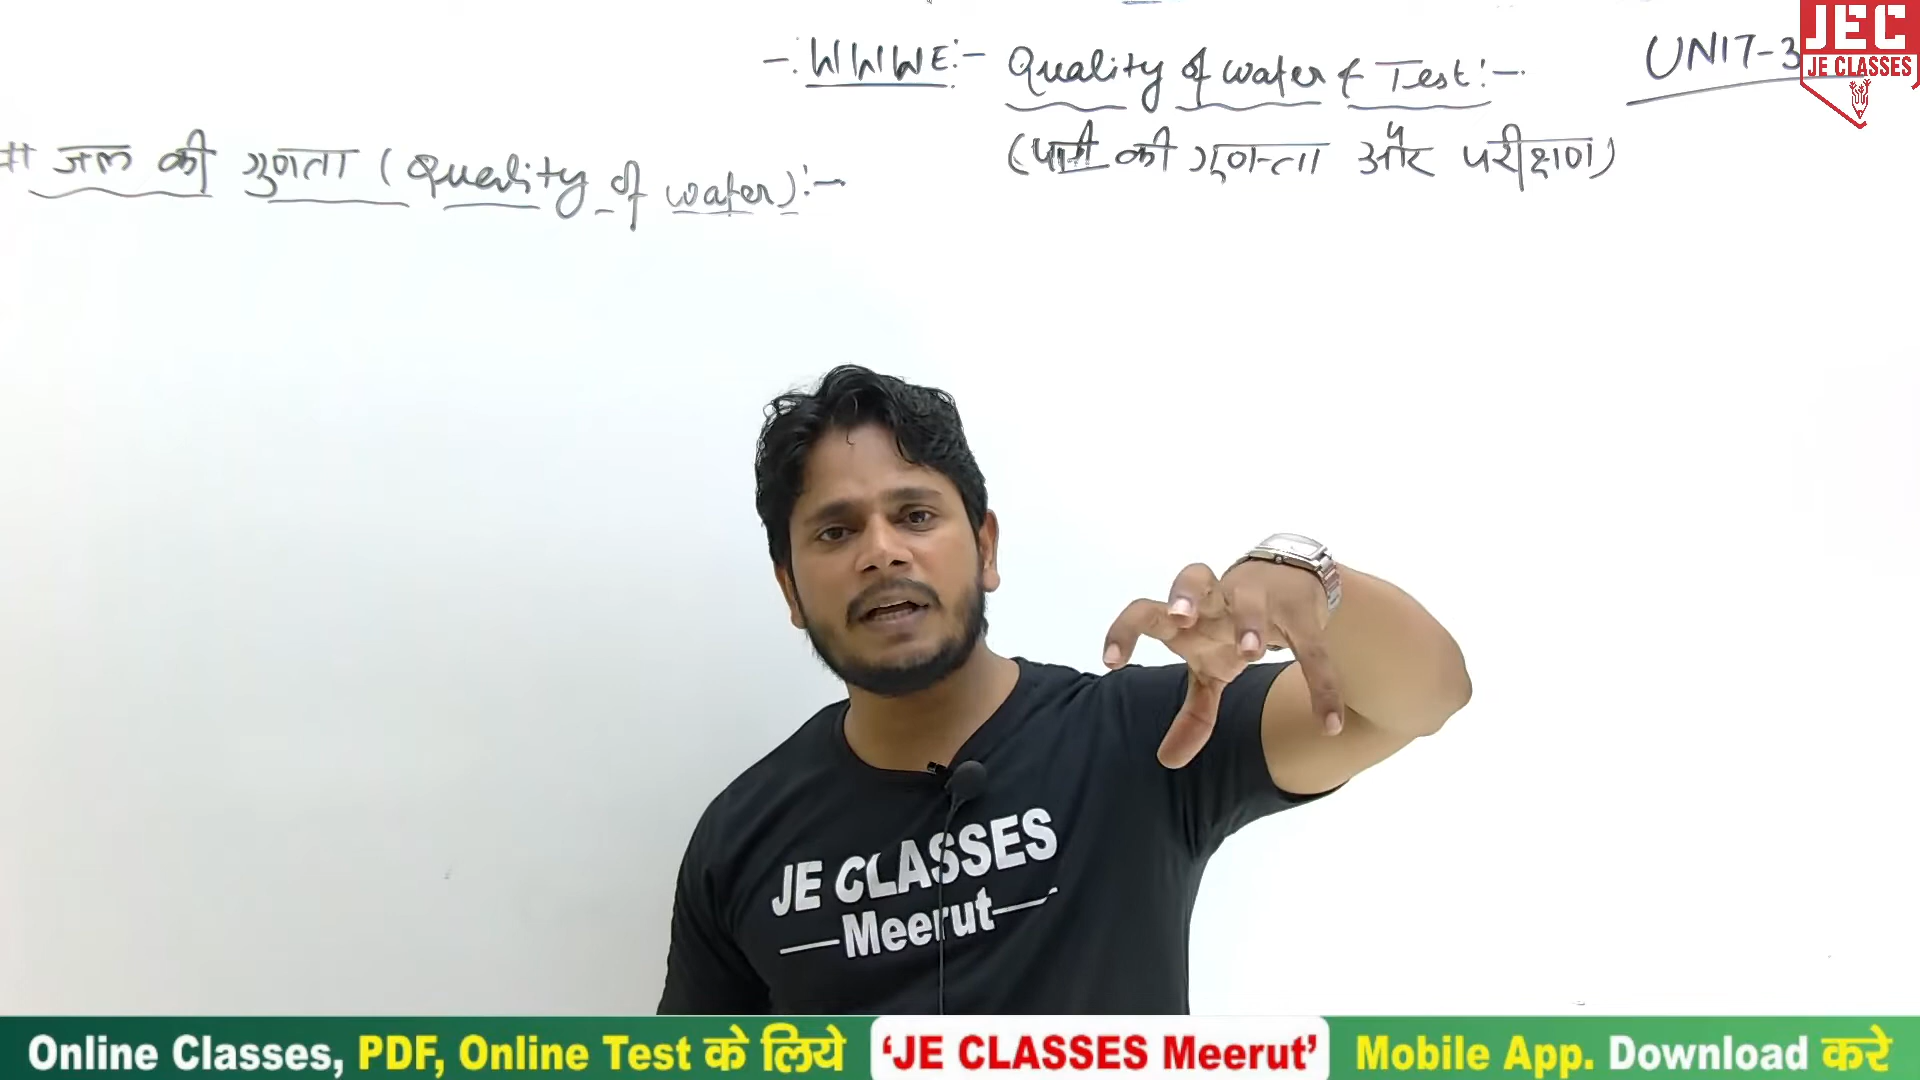 -: WWWE:- Quality of water & Test:-
UNIT-3
JEC
JE CLASSES
(पानी की गुणन्ता और परीक्षण)
# जल की गुणता (Quality of water):-
JE CLASSES
Meerut
Online Classes, PDF, Online Test के लिये 'JE CLASSES Meerut' Mobile App. Download करे